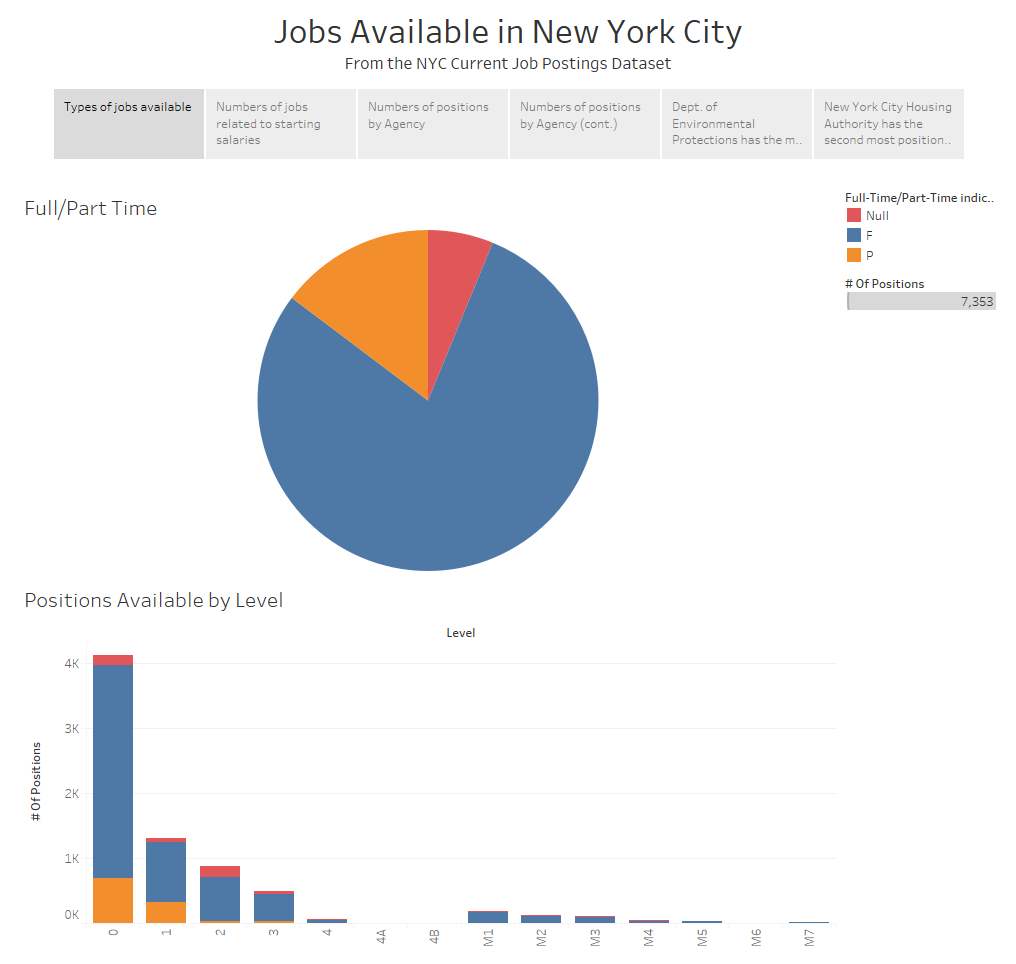 Jobs Available in New York City
From the NYC Current Job Postings Dataset
Types of jobs available
Numbers of jobs
related to starting
salaries
Numbers of positions
by Agency
Numbers of positions
by Agency (cont.)
Dept. of
Environmental
Protections has the m..
New York City Housing
Authority has the
second most position..
Full/Part Time
Full-Time/Part-Time indic..
Null
F
P
# Of Positions
7,353
Positions Available by Level
Level
# Of Positions
4K
3K
2K
1K
0K
0
1
2
3
4
4A
4B
M1
M2
M3
M4
M5
M6
M7